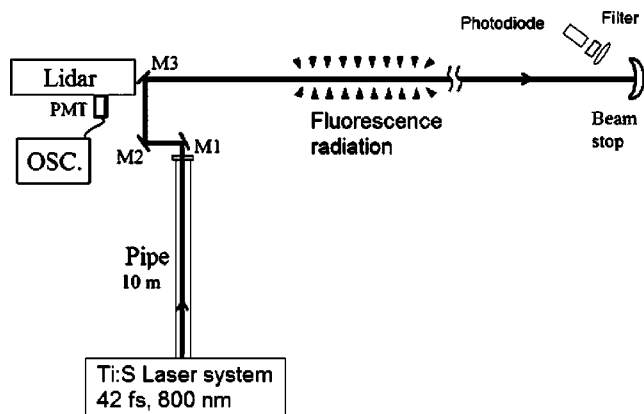 Photodiode
Filter
M3
Lidar
PMT
OSC.
M2
M1
Fluorescence
radiation
Beam
stop
Pipe
10 m
Ti:S Laser system
42 fs, 800 nm